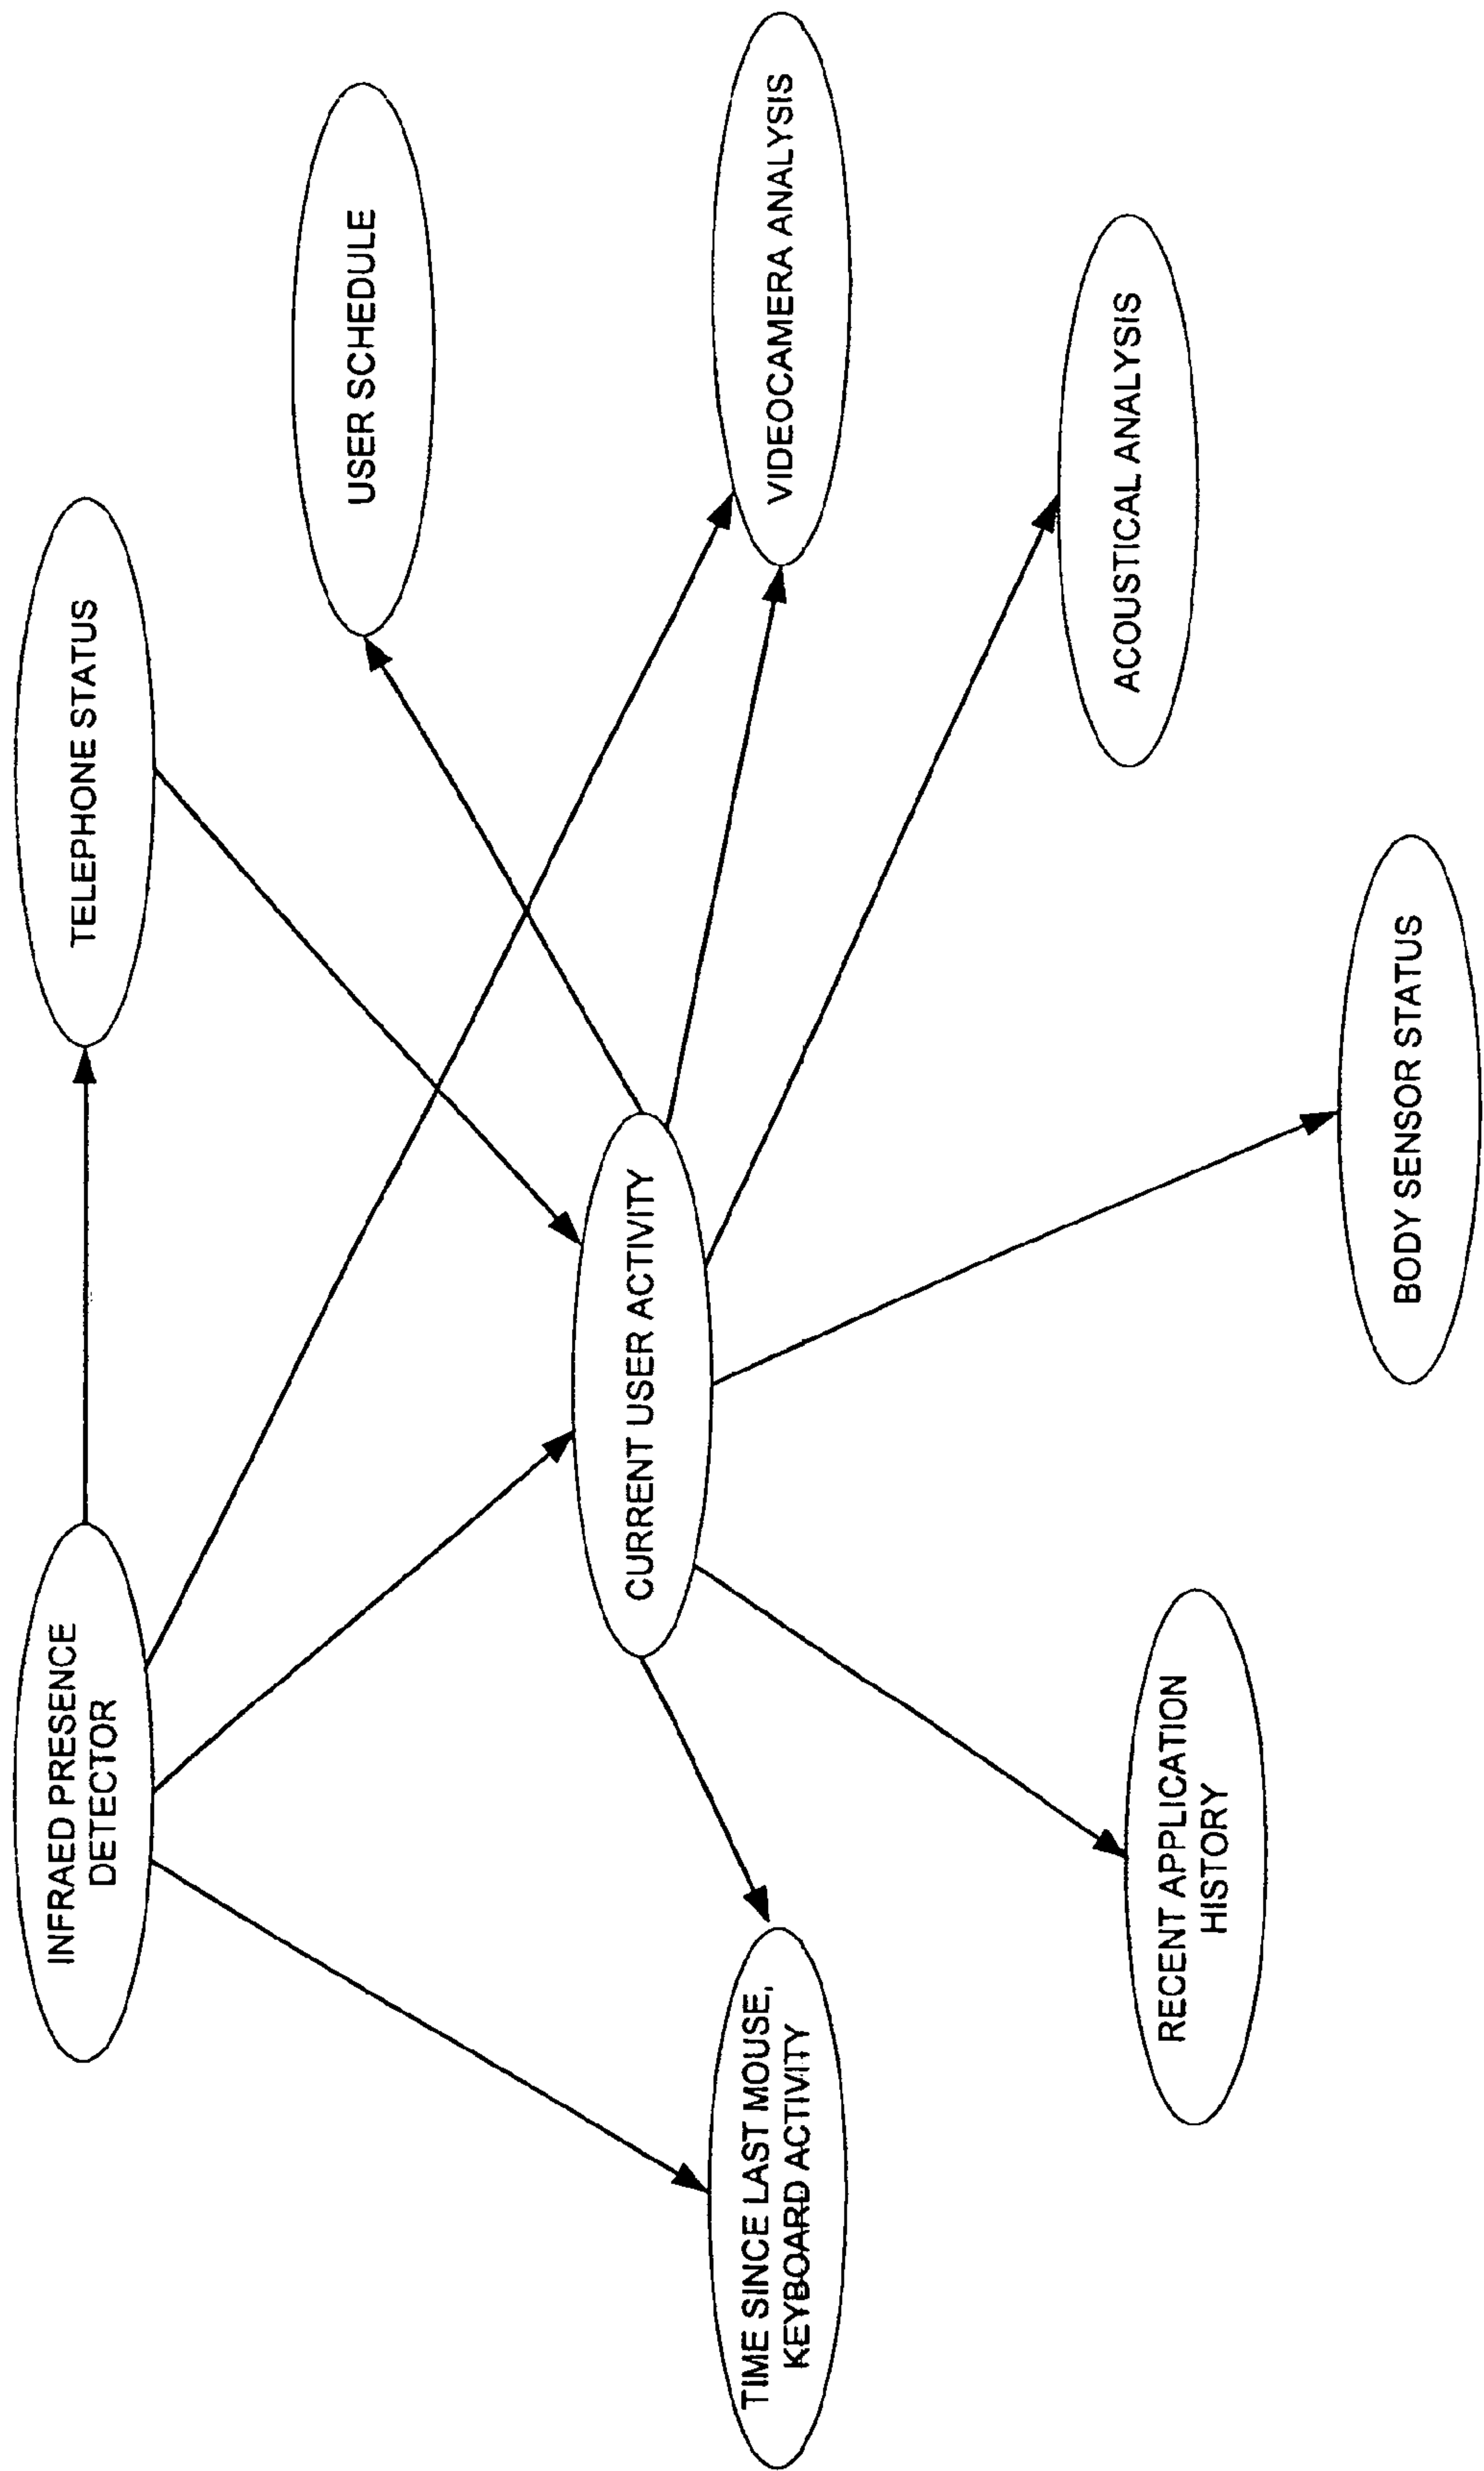 INFRAED PRESENCE
DETECTOR
TELEPHONE STATUS
USER SCHEDULE
CURRENT USER ACTIVITY
TIME SINCE LAST MOUSE,
KEYBOARD ACTIVITY
VIDEOCAMERA ANALYSIS
ACOUSTICAL ANALYSIS
RECENT APPLICATION
HISTORY
BODY SENSOR STATUS